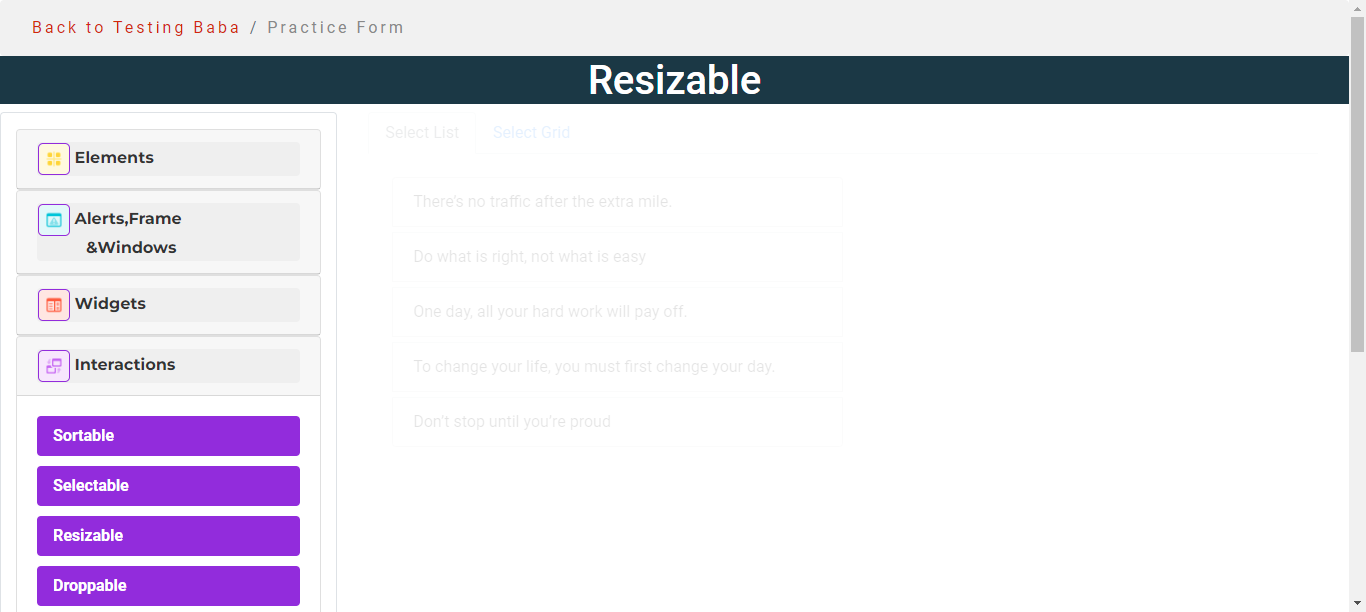 Back to Testing Baba / Practice Form
Resizable
Elements
Alerts,Frame
&Windows
Widgets
Interactions
Sortable
Selectable
Resizable
Droppable
Select List
Select Grid
There's no traffic after the extra mile.
Do what is right, not what is easy
One day, all your hard work will pay off.
To change your life, you must first change your day.
Don't stop until you're proud